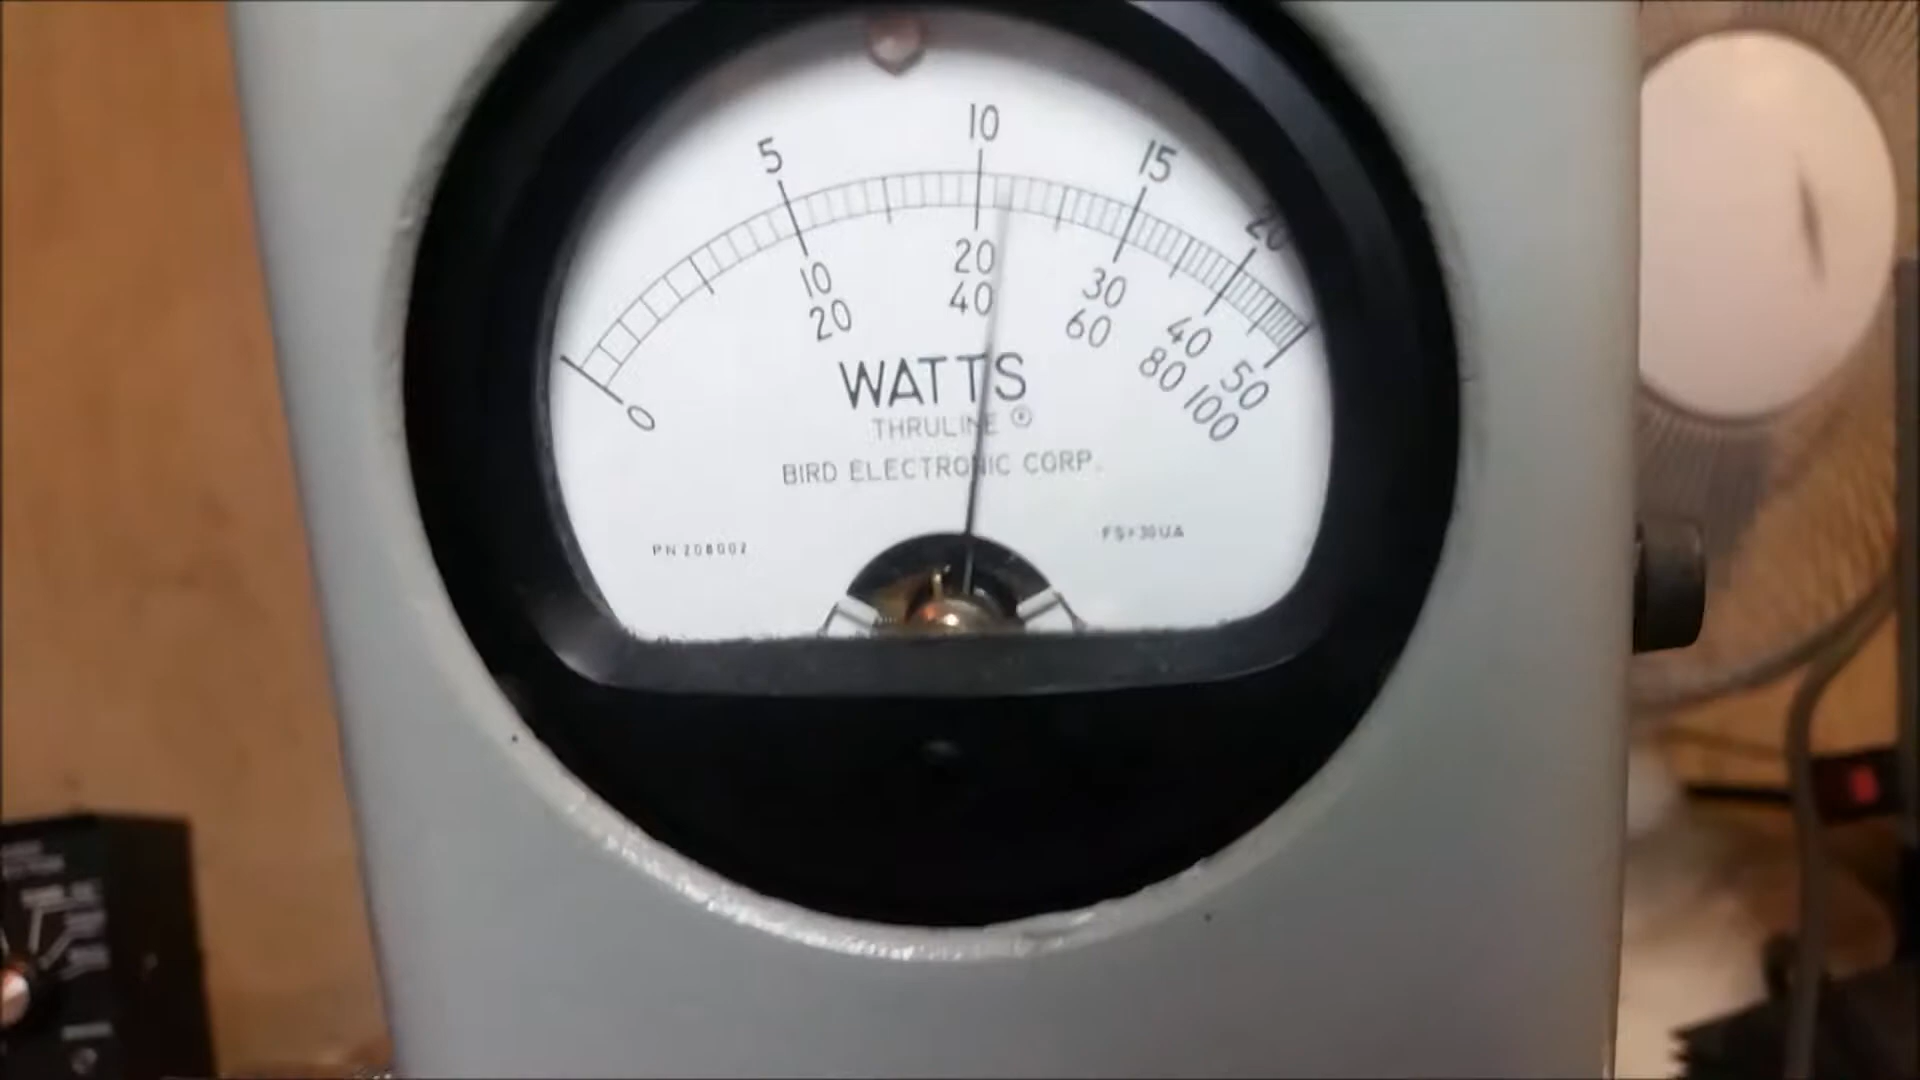 5 10 15 20
10 20 30 40 50
0 20 40 60 80 100
WATTS
THRULINE ®
BIRD ELECTRONIC CORP.
PN 208002 FS=30UA